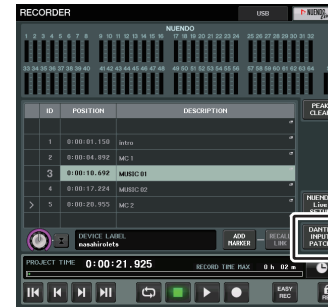 RECORDER
USB
NUENDO
NUENDO
1 2 3 4 5 6 7 8 9 10 11 12 13 14 15 16 17 18 19 20 21 22 23 24 25 26 27 28 29 30 31 32
33 34 35 36 37 38 39 40 41 42 43 44 45 46 47 48 49 50 51 52 53 54 55 56 57 58 59 60 61 62 63 64
ID POSITION DESCRIPTION
PEAK
CLEAR
1 0:00:01.150 intro
2 0:00:04.892 MC 1
3 0:00:10.692 MUSIC 01
4 0:00:17.224 MUSIC 02
> 5 0:00:20.955 MC 2
NUENDO
Live
DEVICE LABEL
nasahirolets
ADD
MARKER
RECALL
LINK
DANTE
INPUT
PATCH
PROJECT TIME 0:00:21.925 RECORD TIME MAX 0 h 02 m
EASY
REC